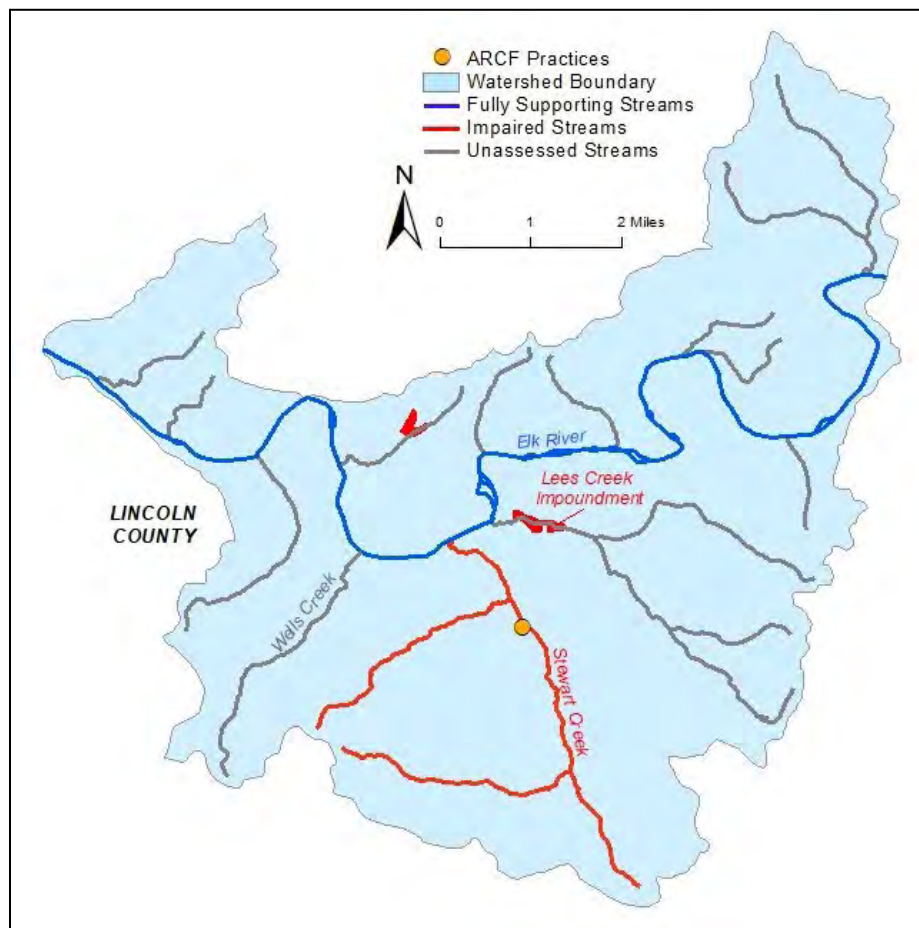 ARCF Practices
Watershed Boundary
Fully Supporting Streams
Impaired Streams
Unassessed Streams
N
0 1 2 Miles
Elk River
Lees Creek
Impoundment
LINCOLN
COUNTY
Wells Creek
Stewart Creek